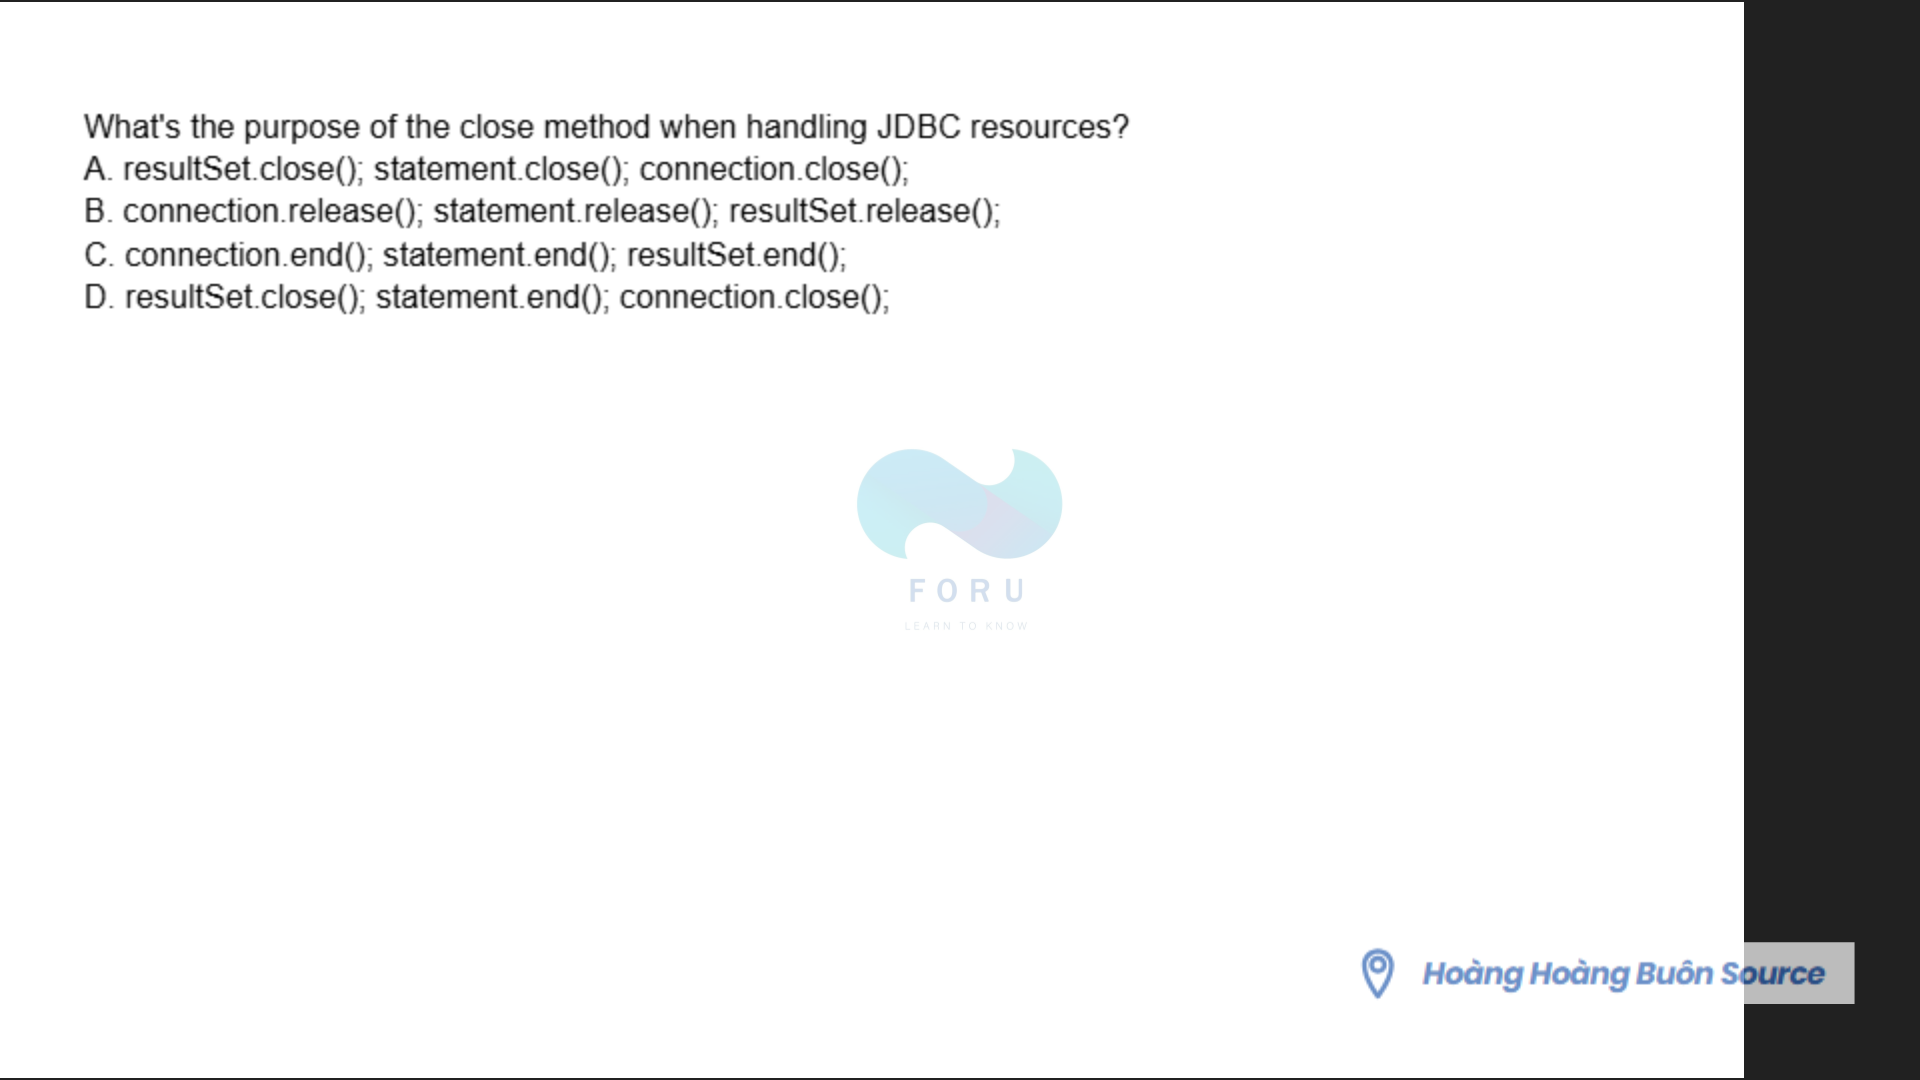 What's the purpose of the close method when handling JDBC resources?
A. resultSet.close(); statement.close(); connection.close();
B. connection.release(); statement.release(); resultSet.release();
C. connection.end(); statement.end(); resultSet.end();
D. resultSet.close(); statement.end(); connection.close();
FORU
LEARN TO KNOW
Hoàng Hoàng Buôn Source